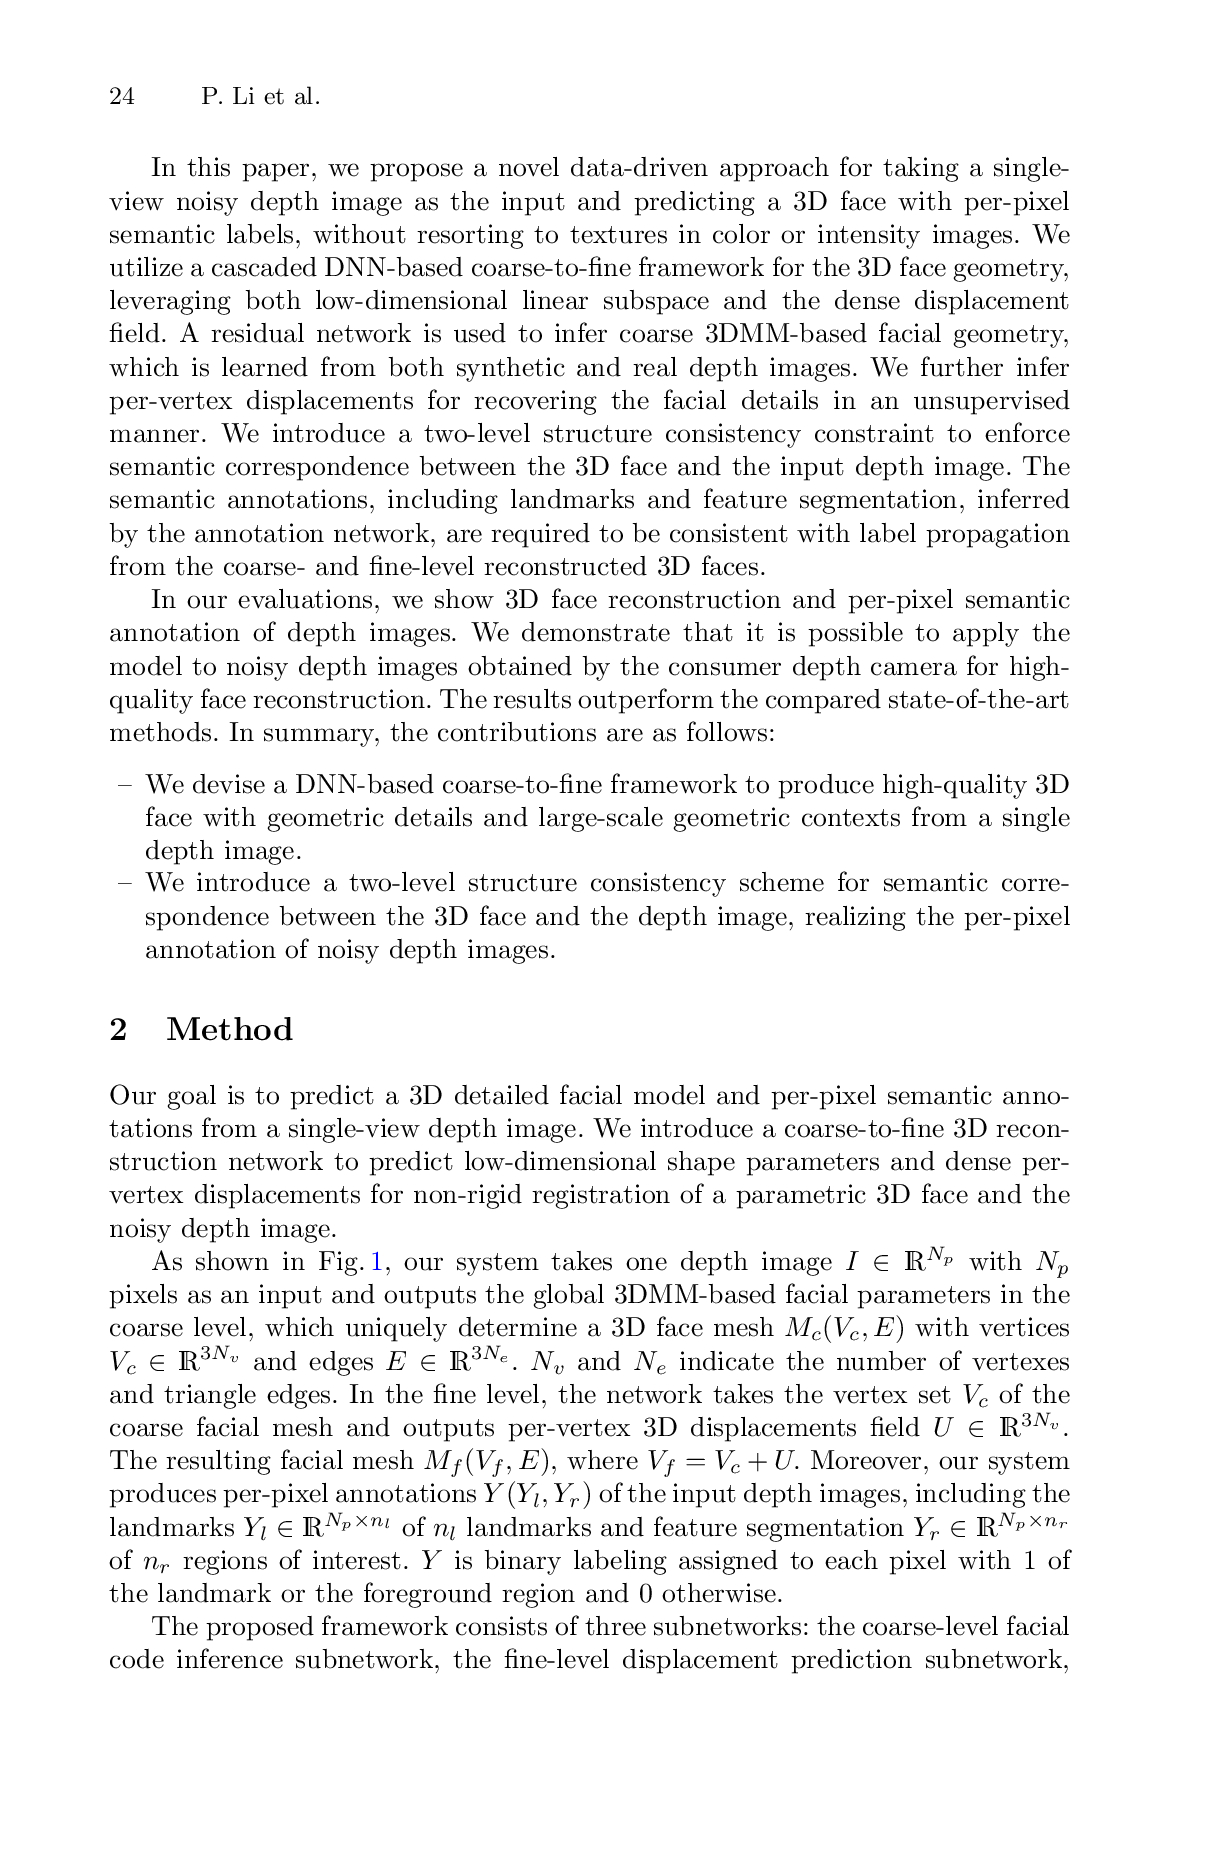 24 P. Li et al.
In this paper, we propose a novel data-driven approach for taking a single-
view noisy depth image as the input and predicting a 3D face with per-pixel
semantic labels, without resorting to textures in color or intensity images. We
utilize a cascaded DNN-based coarse-to-fine framework for the 3D face geometry,
leveraging both low-dimensional linear subspace and the dense displacement
field. A residual network is used to infer coarse 3DMM-based facial geometry,
which is learned from both synthetic and real depth images. We further infer
per-vertex displacements for recovering the facial details in an unsupervised
manner. We introduce a two-level structure consistency constraint to enforce
semantic correspondence between the 3D face and the input depth image. The
semantic annotations, including landmarks and feature segmentation, inferred
by the annotation network, are required to be consistent with label propagation
from the coarse- and fine-level reconstructed 3D faces.
In our evaluations, we show 3D face reconstruction and per-pixel semantic
annotation of depth images. We demonstrate that it is possible to apply the
model to noisy depth images obtained by the consumer depth camera for high-
quality face reconstruction. The results outperform the compared state-of-the-art
methods. In summary, the contributions are as follows:
– We devise a DNN-based coarse-to-fine framework to produce high-quality 3D
face with geometric details and large-scale geometric contexts from a single
depth image.
– We introduce a two-level structure consistency scheme for semantic corre-
spondence between the 3D face and the depth image, realizing the per-pixel
annotation of noisy depth images.
2 Method
Our goal is to predict a 3D detailed facial model and per-pixel semantic anno-
tations from a single-view depth image. We introduce a coarse-to-fine 3D recon-
struction network to predict low-dimensional shape parameters and dense per-
vertex displacements for non-rigid registration of a parametric 3D face and the
noisy depth image.
As shown in Fig. 1, our system takes one depth image $I \in \mathbb{R}^{N_p}$ with $N_p$
pixels as an input and outputs the global 3DMM-based facial parameters in the
coarse level, which uniquely determine a 3D face mesh $M_c(V_c, E)$ with vertices
$V_c \in \mathbb{R}^{3N_v}$ and edges $E \in \mathbb{R}^{3N_e}$. $N_v$ and $N_e$ indicate the number of vertexes
and triangle edges. In the fine level, the network takes the vertex set $V_c$ of the
coarse facial mesh and outputs per-vertex 3D displacements field $U \in \mathbb{R}^{3N_v}$.
The resulting facial mesh $M_f(V_f, E)$, where $V_f = V_c + U$. Moreover, our system
produces per-pixel annotations $Y(Y_l, Y_r)$ of the input depth images, including the
landmarks $Y_l \in \mathbb{R}^{N_p \times n_l}$ of $n_l$ landmarks and feature segmentation $Y_r \in \mathbb{R}^{N_p \times n_r}$
of $n_r$ regions of interest. $Y$ is binary labeling assigned to each pixel with 1 of
the landmark or the foreground region and 0 otherwise.
The proposed framework consists of three subnetworks: the coarse-level facial
code inference subnetwork, the fine-level displacement prediction subnetwork,